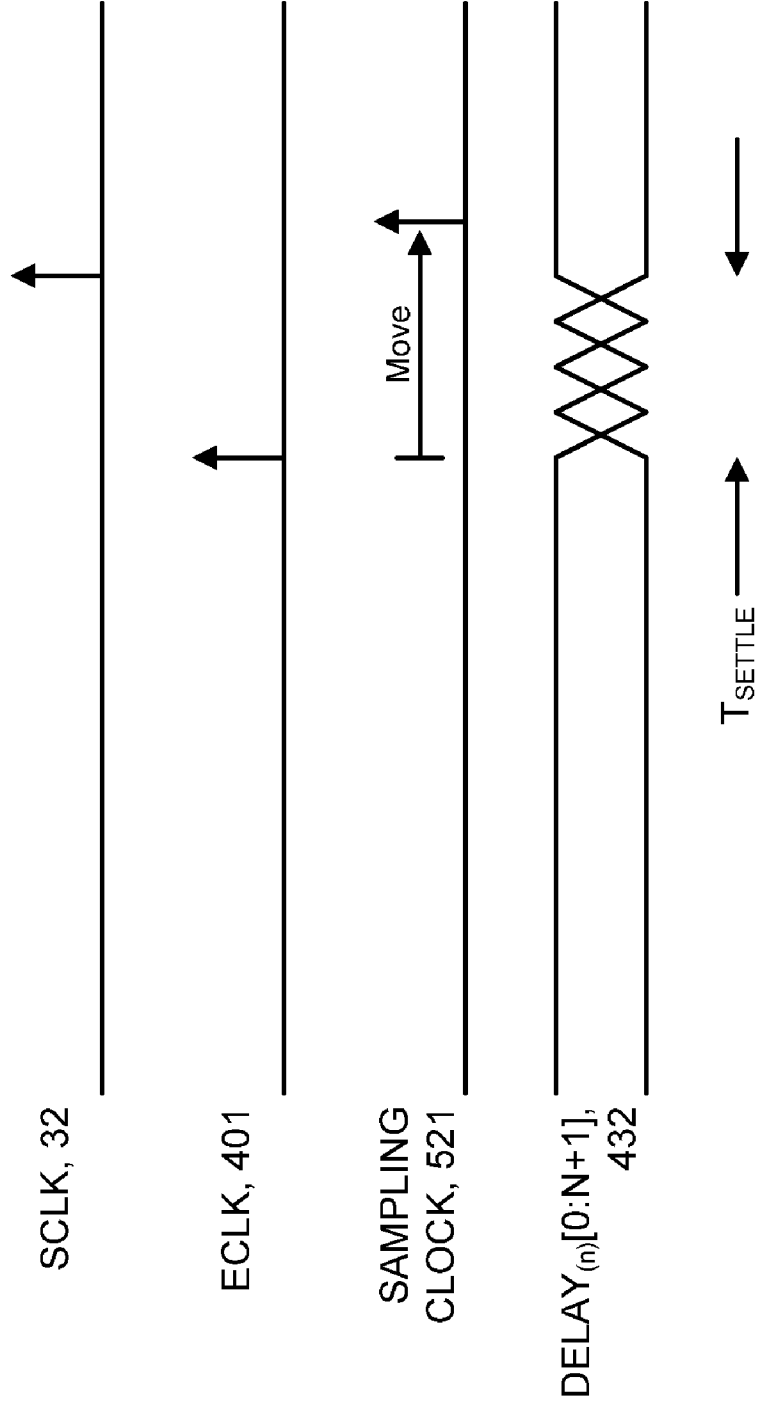 SCLK, 32
ECLK, 401
SAMPLING
CLOCK, 521
Move
DELAY(n)[0:N+1],
432
TSETTLE